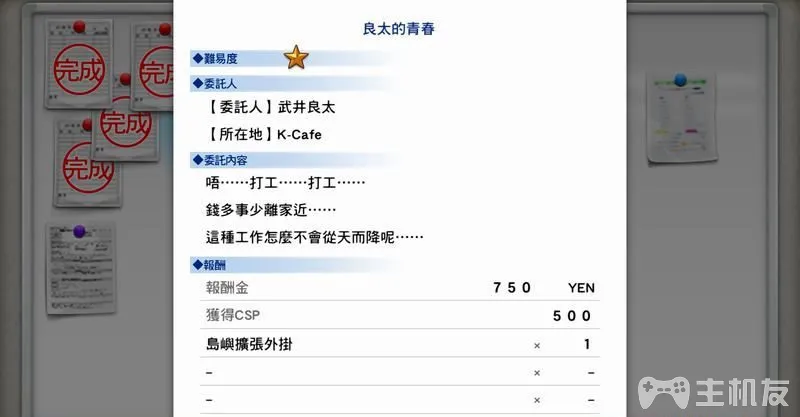 良太的青春
◆難易度
◆委託人
【委託人】武井良太
【所在地】K-Cafe
◆委託內容
唔……打工……打工……
錢多事少離家近……
這種工作怎麼不會從天而降呢……
◆報酬
報酬金 750 YEN
獲得CSP 500
島嶼擴張外掛 × 1
– × –
– × –
完成
完成
完成
完成
主机友